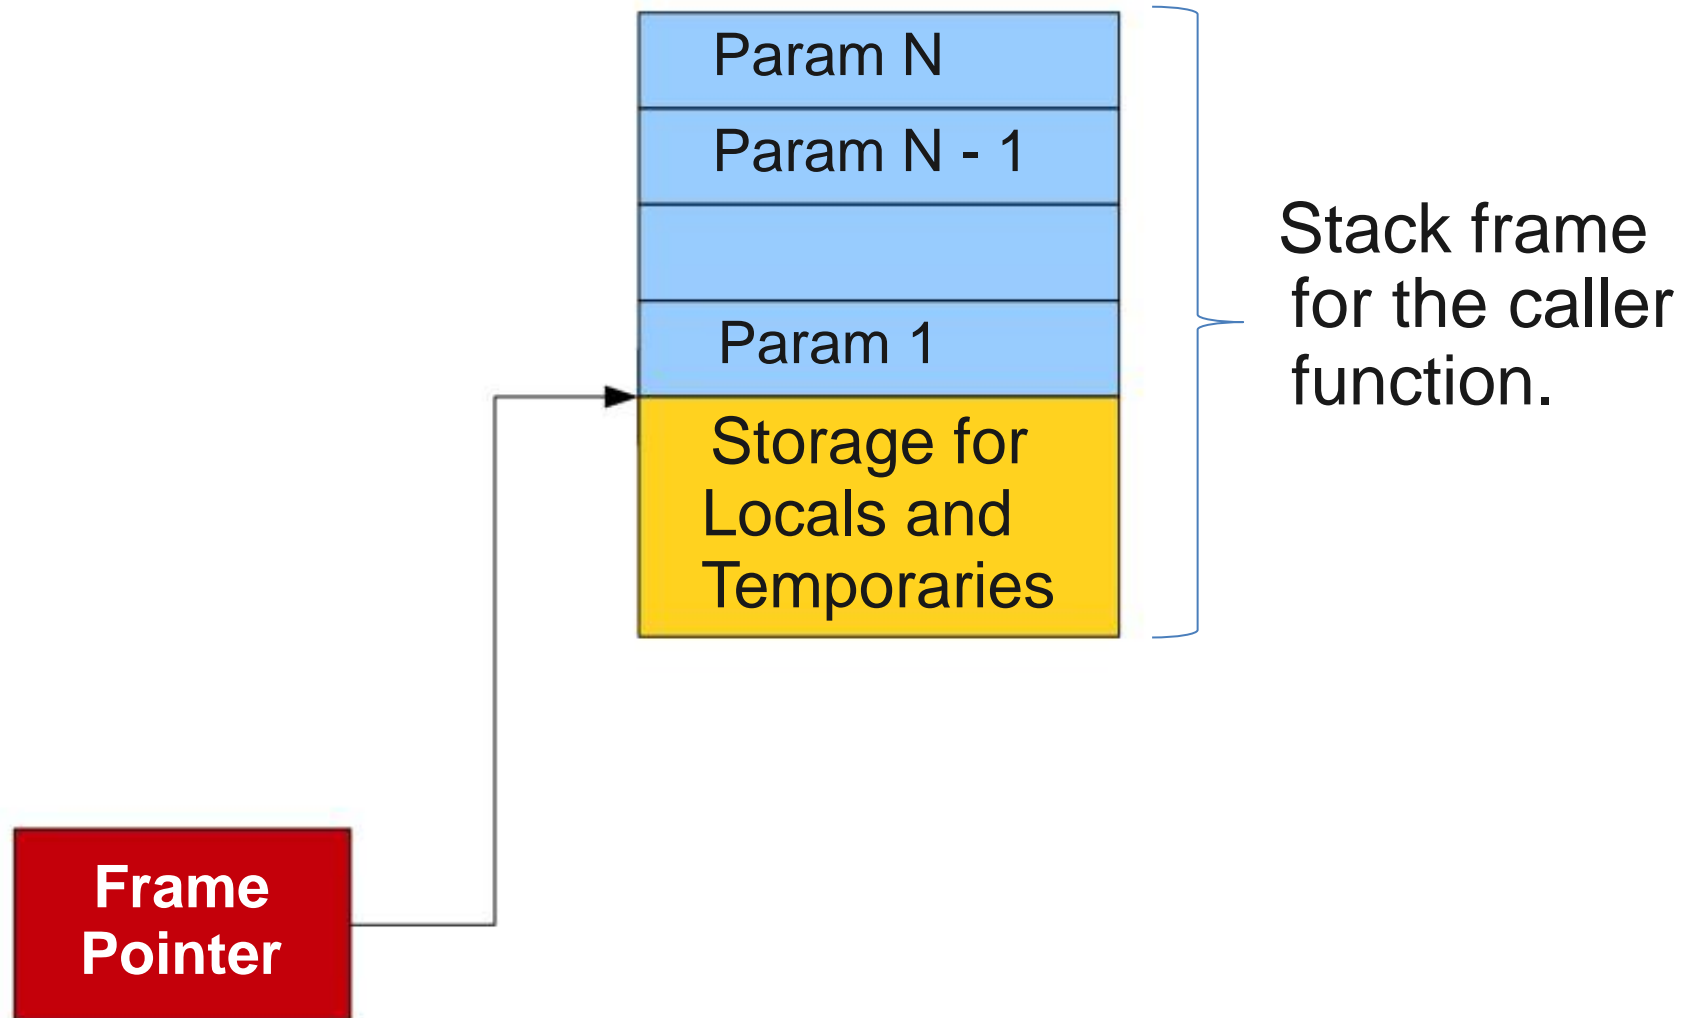 Param N
Param N - 1
Stack frame
for the caller
function.
Param 1
Storage for
Locals and
Temporaries
Frame
Pointer